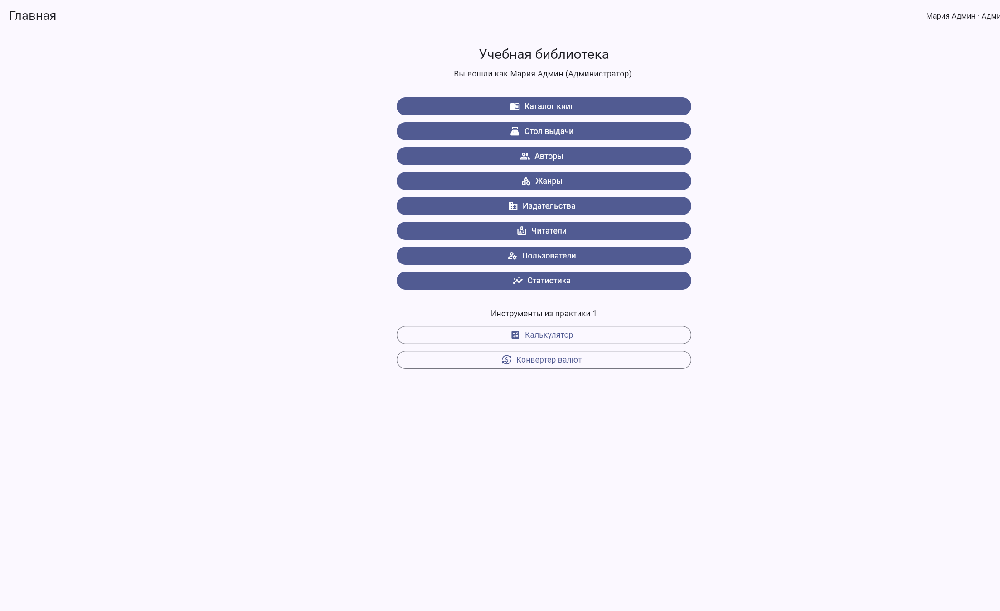 Главная
Мария Админ · Адми
Учебная библиотека
Вы вошли как Мария Админ (Администратор).
Каталог книг
Стол выдачи
Авторы
Жанры
Издательства
Читатели
Пользователи
Статистика
Инструменты из практики 1
Калькулятор
Конвертер валют